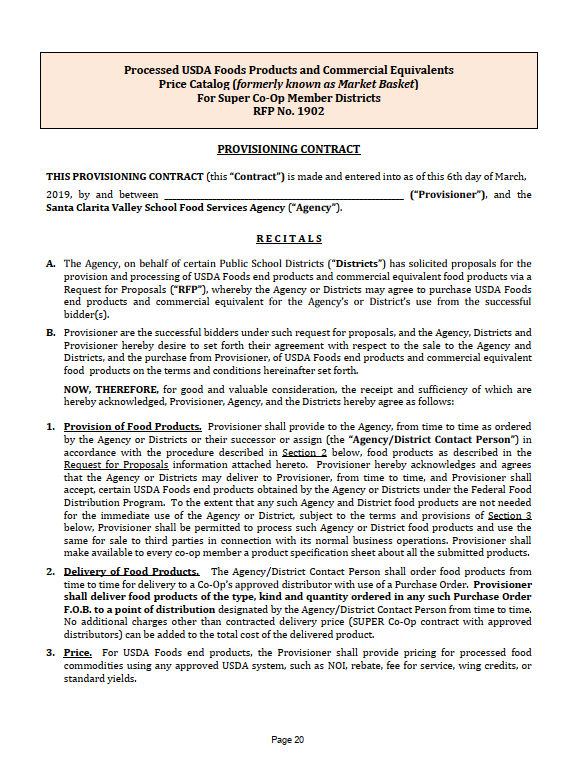 Processed USDA Foods Products and Commercial Equivalents
Price Catalog (formerly known as Market Basket)
For Super Co-Op Member Districts
RFP No. 1902
PROVISIONING CONTRACT
THIS PROVISIONING CONTRACT (this “Contract”) is made and entered into as of this 6th day of March,
2019, by and between ________________________________________ (“Provisioner”), and the
Santa Clarita Valley School Food Services Agency (“Agency”).
RECITALS
A. The Agency, on behalf of certain Public School Districts (“Districts”) has solicited proposals for the
provision and processing of USDA Foods end products and commercial equivalent food products via a
Request for Proposals (“RFP”), whereby the Agency or Districts may agree to purchase USDA Foods
end products and commercial equivalent for the Agency’s or District’s use from the successful
bidder(s).
B. Provisioner are the successful bidders under such request for proposals, and the Agency, Districts and
Provisioner hereby desire to set forth their agreement with respect to the sale to the Agency and
Districts, and the purchase from Provisioner, of USDA Foods end products and commercial equivalent
food products on the terms and conditions hereinafter set forth.
NOW, THEREFORE, for good and valuable consideration, the receipt and sufficiency of which are
hereby acknowledged, Provisioner, Agency, and the Districts hereby agree as follows:
1. Provision of Food Products. Provisioner shall provide to the Agency, from time to time as ordered
by the Agency or Districts or their successor or assign (the “Agency/District Contact Person”) in
accordance with the procedure described in Section 2 below, food products as described in the
Request for Proposals information attached hereto. Provisioner hereby acknowledges and agrees
that the Agency or Districts may deliver to Provisioner, from time to time, and Provisioner shall
accept, certain USDA Foods end products obtained by the Agency or Districts under the Federal Food
Distribution Program. To the extent that any such Agency and District food products are not needed
for the immediate use of the Agency or District, subject to the terms and provisions of Section 3
below, Provisioner shall be permitted to process such Agency or District food products and use the
same for sale to third parties in connection with its normal business operations. Provisioner shall
make available to every co-op member a product specification sheet about all the submitted products.
2. Delivery of Food Products. The Agency/District Contact Person shall order food products from
time to time for delivery to a Co-Op’s approved distributor with use of a Purchase Order. Provisioner
shall deliver food products of the type, kind and quantity ordered in any such Purchase Order
F.O.B. to a point of distribution designated by the Agency/District Contact Person from time to time.
No additional charges other than contracted delivery price (SUPER Co-Op contract with approved
distributors) can be added to the total cost of the delivered product.
3. Price. For USDA Foods end products, the Provisioner shall provide pricing for processed food
commodities using any approved USDA system, such as NOI, rebate, fee for service, wing credits, or
standard yields.
Page 20